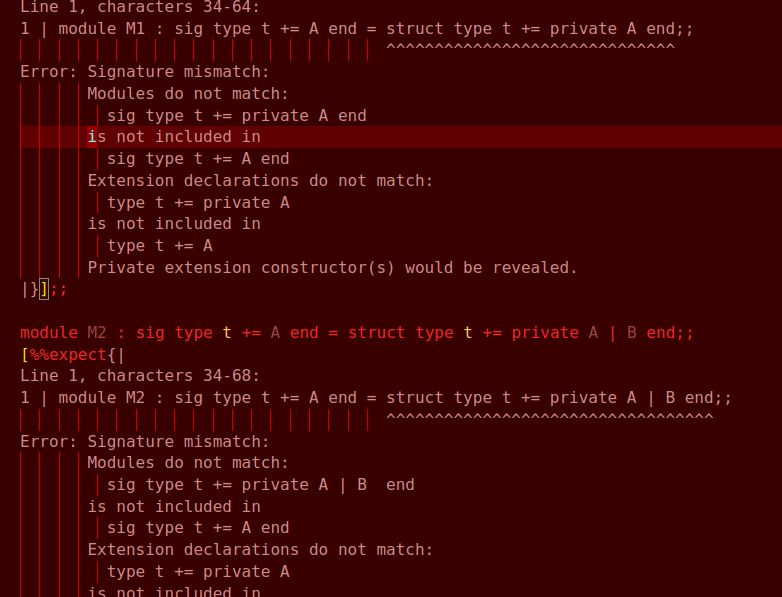 Line 1, characters 34-64:
1 | module M1 : sig type t += A end = struct type t += private A end;;
^^^^^^^^^^^^^^^^^^^^^^^^^^^^^^
Error: Signature mismatch:
Modules do not match:
sig type t += private A end
is not included in
sig type t += A end
Extension declarations do not match:
type t += private A
is not included in
type t += A
Private extension constructor(s) would be revealed.
|}];;
module M2 : sig type t += A end = struct type t += private A | B end;;
[%%expect{|
Line 1, characters 34-68:
1 | module M2 : sig type t += A end = struct type t += private A | B end;;
^^^^^^^^^^^^^^^^^^^^^^^^^^^^^^^^^^
Error: Signature mismatch:
Modules do not match:
sig type t += private A | B  end
is not included in
sig type t += A end
Extension declarations do not match:
type t += private A
is not included in